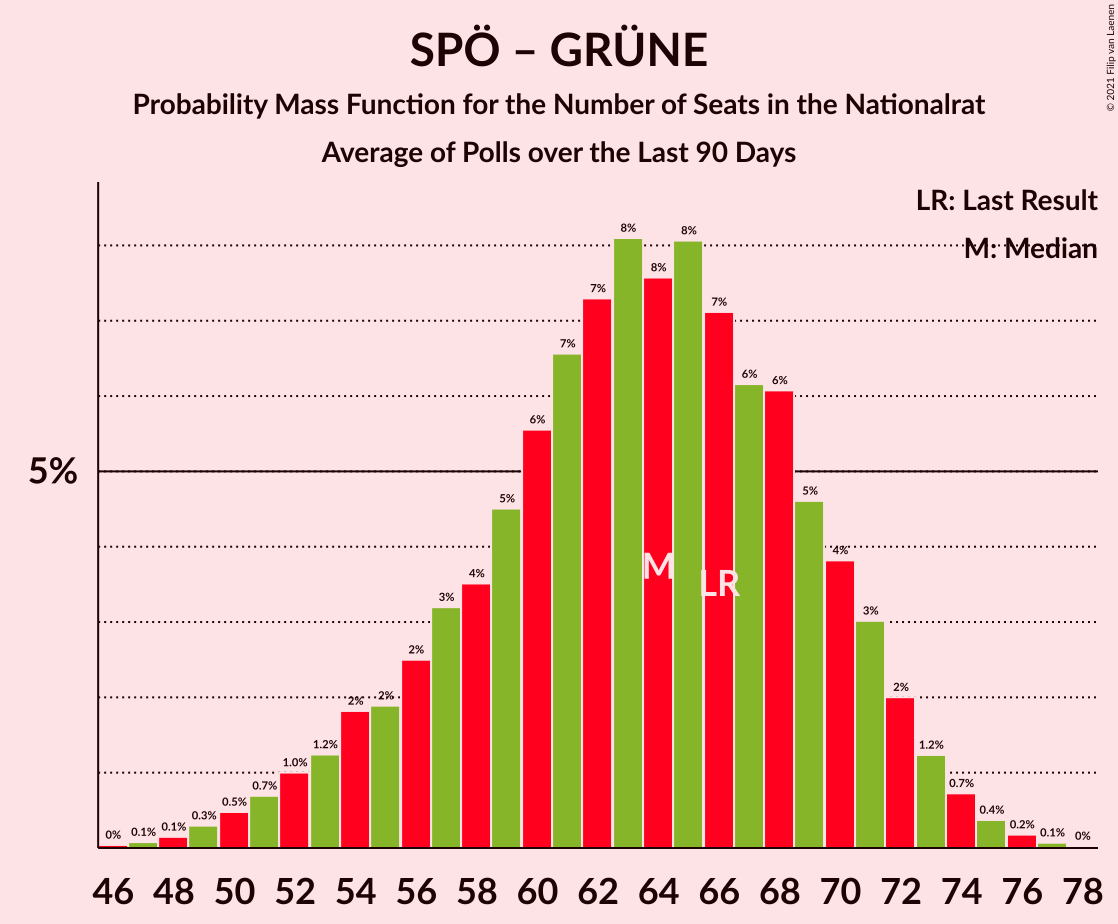 SPÖ – GRÜNE
Probability Mass Function for the Number of Seats in the Nationalrat
Average of Polls over the Last 90 Days
© 2021 Filip van Laenen
LR: Last Result
M: Median
5%
0% 0.1% 0.1% 0.3% 0.5% 0.7% 1.0% 1.2% 2% 2% 2% 3% 4% 5% 6% 7% 7% 8% 8% 8% 7% 6% 6% 5% 4% 3% 2% 1.2% 0.7% 0.4% 0.2% 0.1% 0%
M
LR
46 48 50 52 54 56 58 60 62 64 66 68 70 72 74 76 78